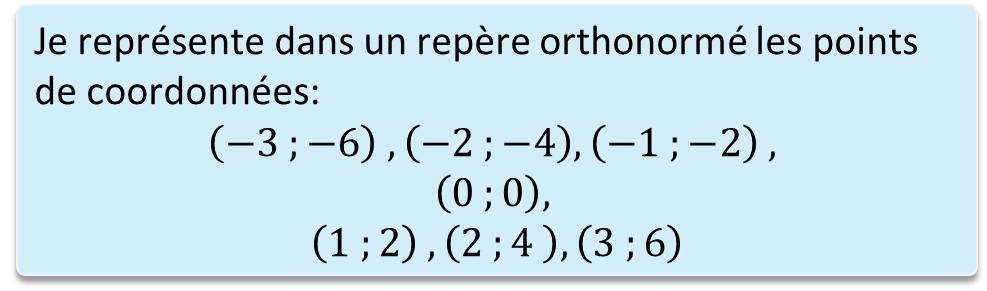 Je représente dans un repère orthonormé les points
de coordonnées:
(−3 ; −6) , (−2 ; −4), (−1 ; −2) ,
(0 ; 0),
(1 ; 2) , (2 ; 4 ), (3 ; 6)